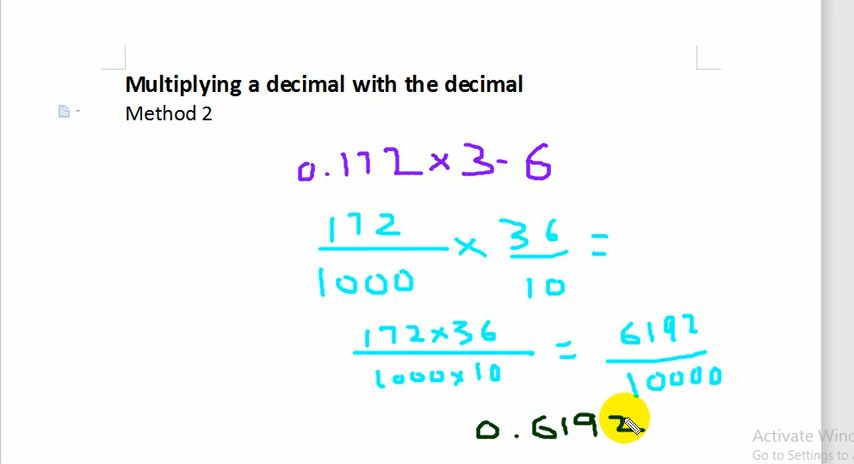 Multiplying a decimal with the decimal
Method 2
0.172 × 3-6
172/1000 × 36/10 =
172×36/1000×10 = 6192/10000
0.6192
Activate Wind
Go to Settings to a